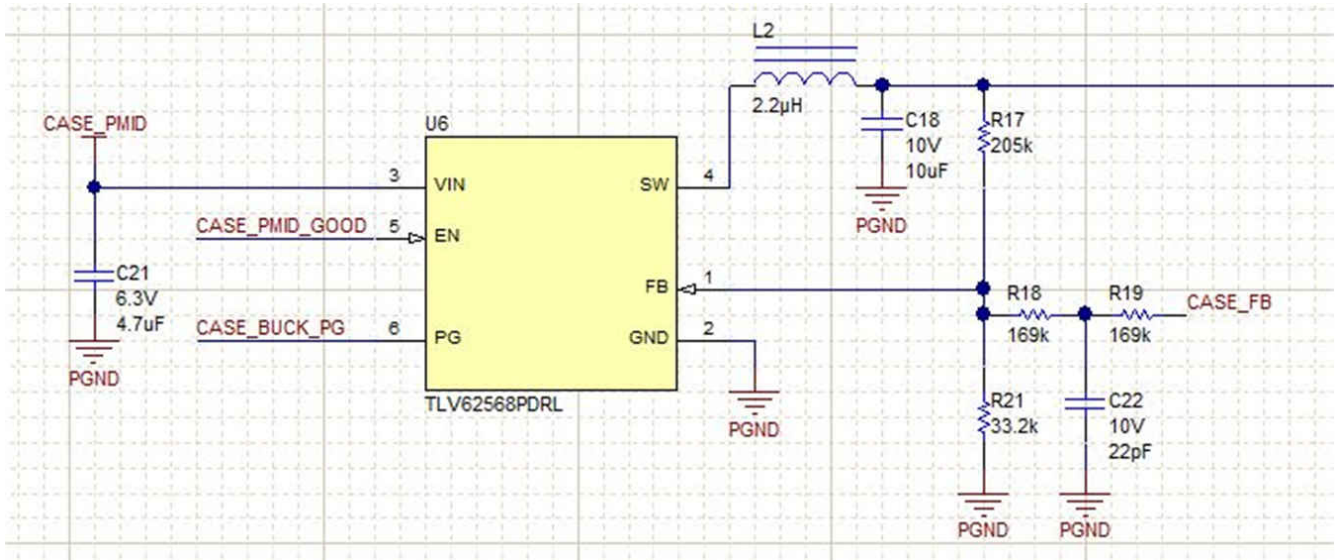 L2
2.2µH
CASE_PMID
U6
C18
10V
10uF
R17
205k
3
VIN
SW
4
PGND
CASE_PMID_GOOD
5
EN
C21
6.3V
4.7uF
FB
1
R18
169k
R19
169k
CASE_FB
CASE_BUCK_PG
6
PG
GND
2
PGND
TLV62568PDRL
PGND
R21
33.2k
C22
10V
22pF
PGND
PGND